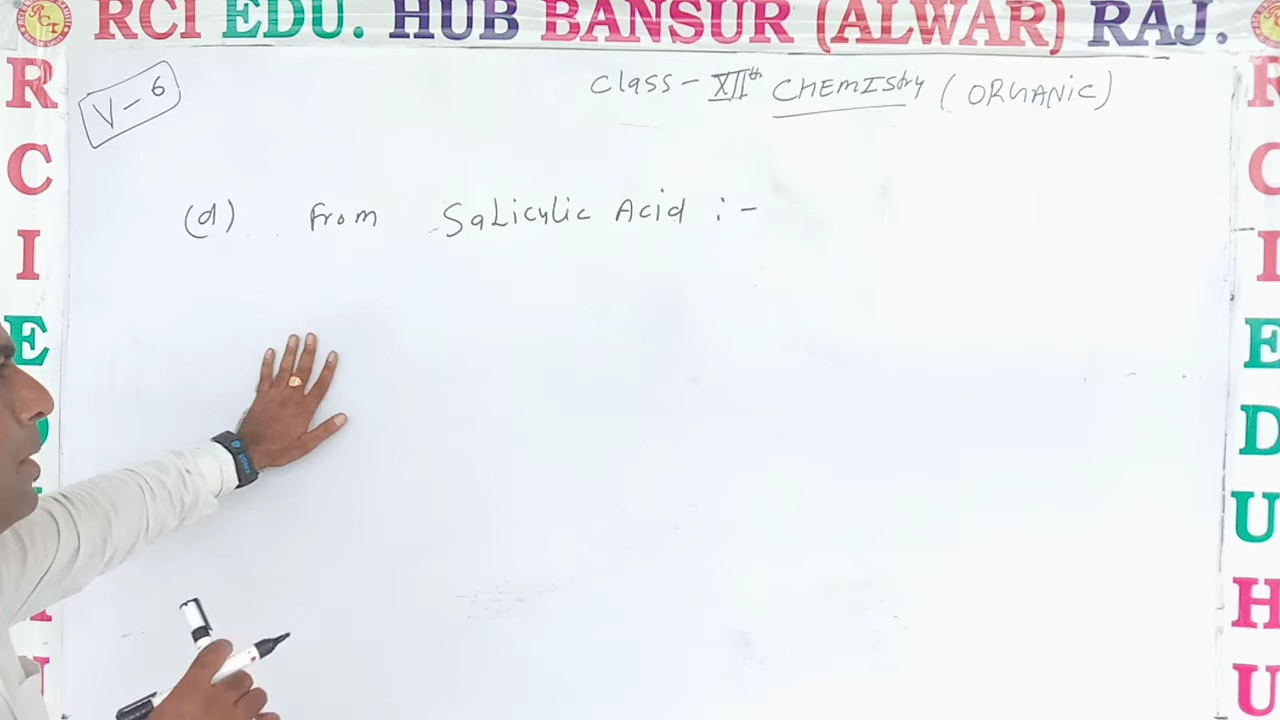 RCI EDU. HUB BANSUR (ALWAR) RAJ.
V-6
Class - XIIth CHEMIStry (ORGANIC)
(d) From Salicylic Acid :-
R
C
I
E
D
U
R
C
I
E
D
U
H
U